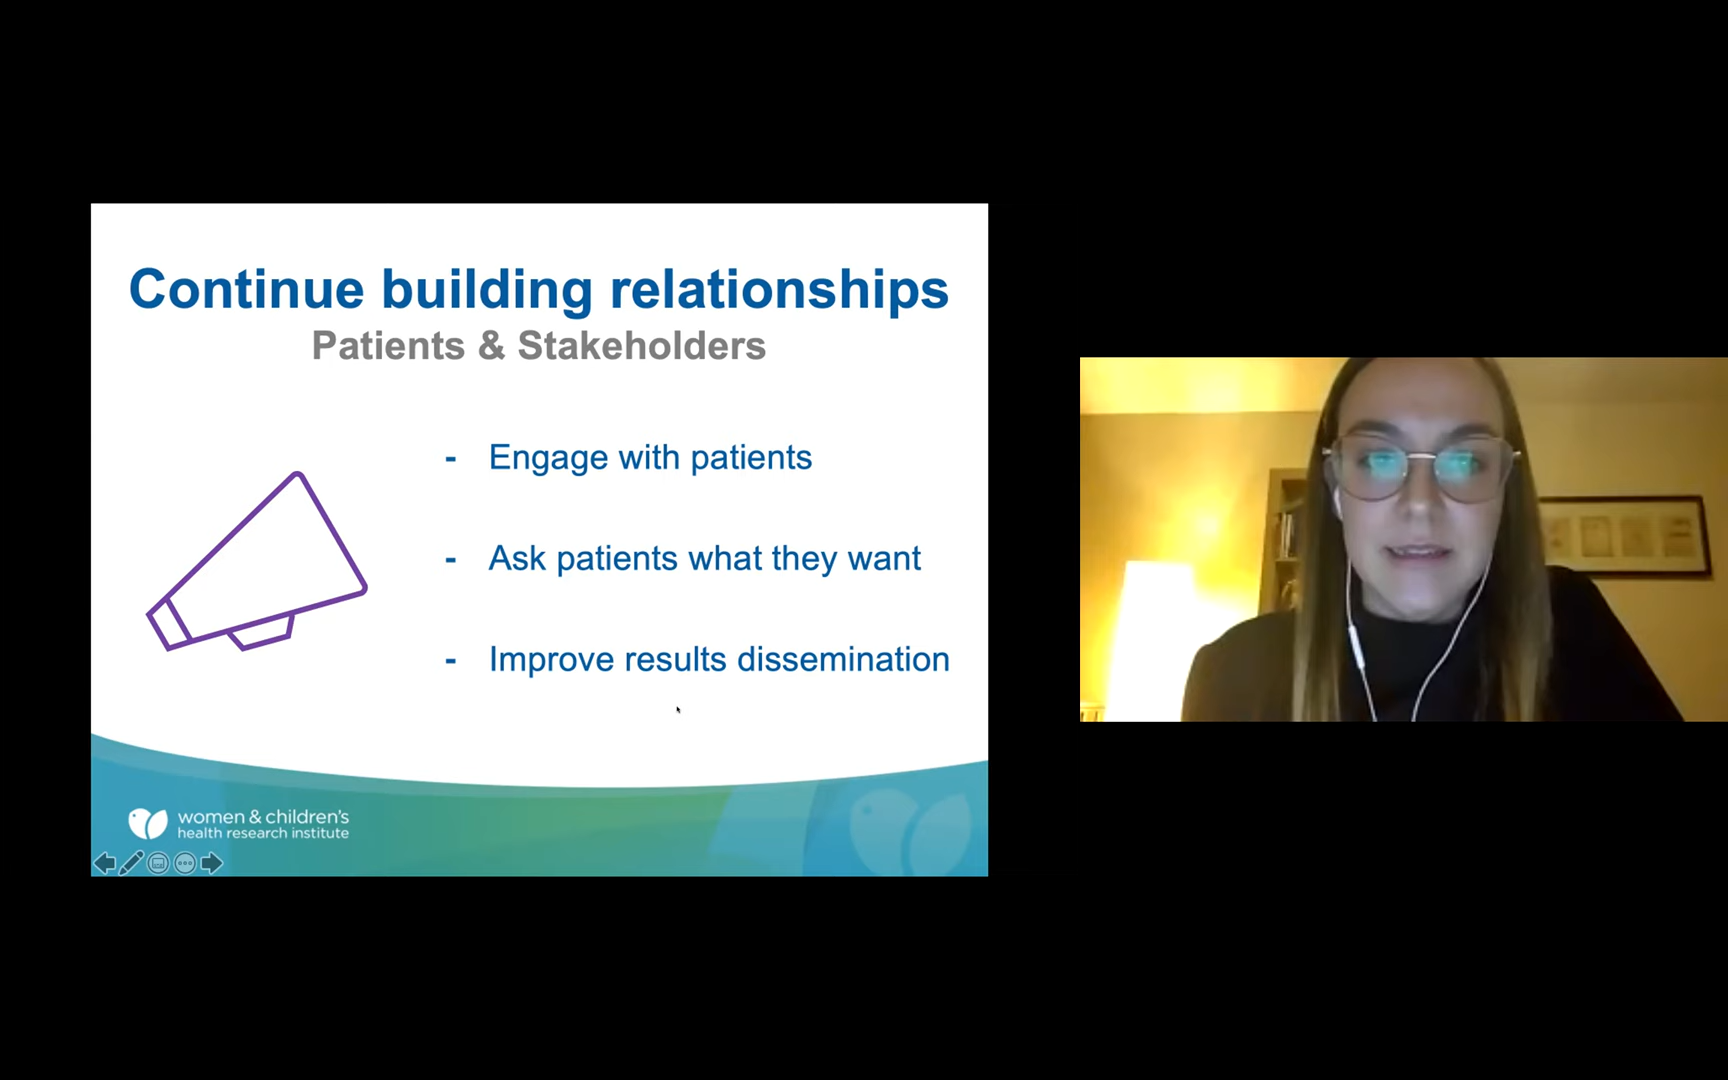 Continue building relationships
Patients & Stakeholders
- Engage with patients
- Ask patients what they want
- Improve results dissemination
women & children's
health research institute